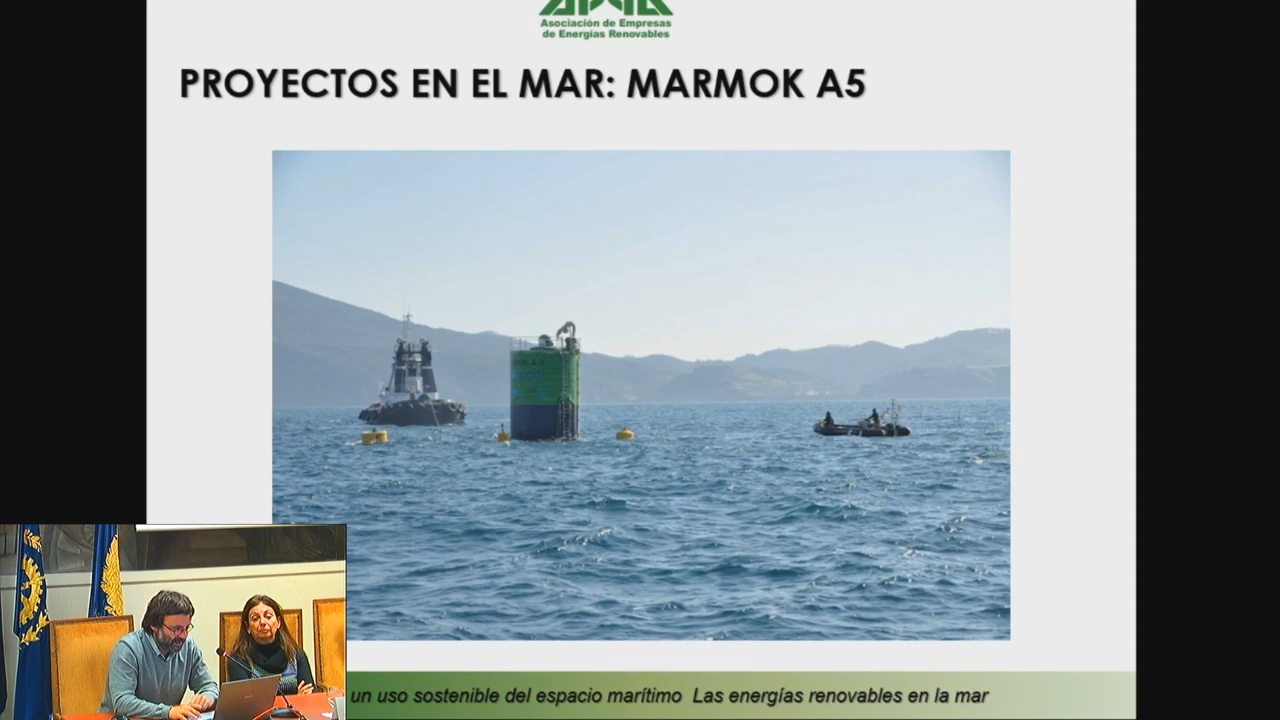 Asociación de Empresas
de Energías Renovables
PROYECTOS EN EL MAR: MARMOK A5
un uso sostenible del espacio marítimo Las energías renovables en la mar